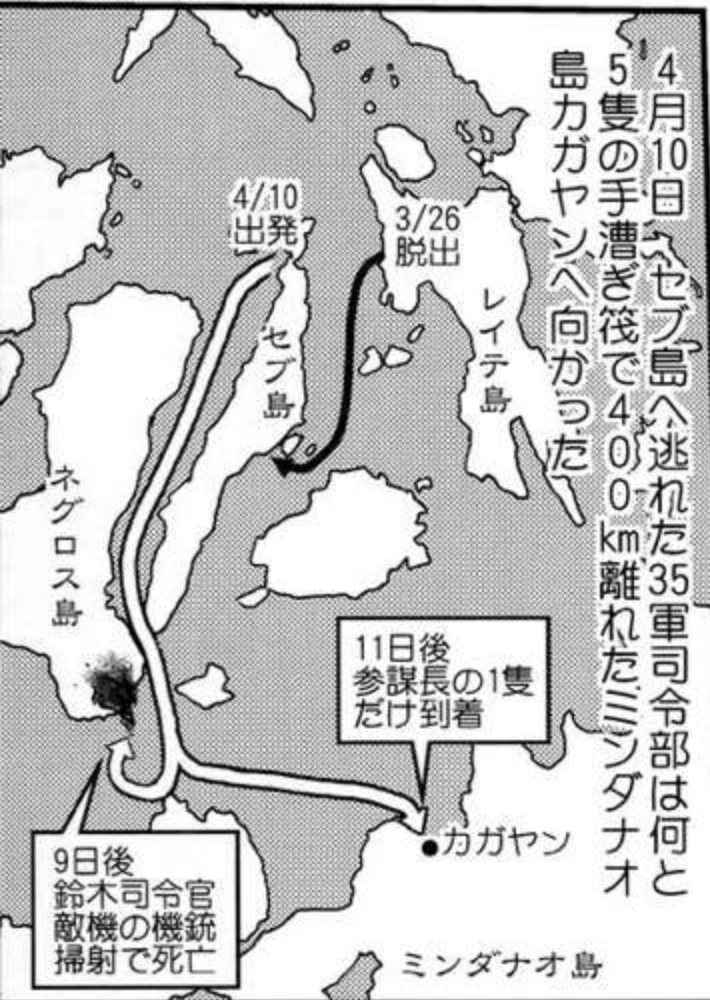 4月10日 セブ島へ逃れた35軍司令部は何と
5隻の手漕ぎ筏で400km離れたミンダナオ
島カガヤンへ向かった
4/10
出発
3/26
脱出
レイテ島
セブ島
ネグロス島
11日後
参謀長の1隻
だけ到着
カガヤン
9日後
鈴木司令官
敵機の機銃
掃射で死亡
ミンダナオ島